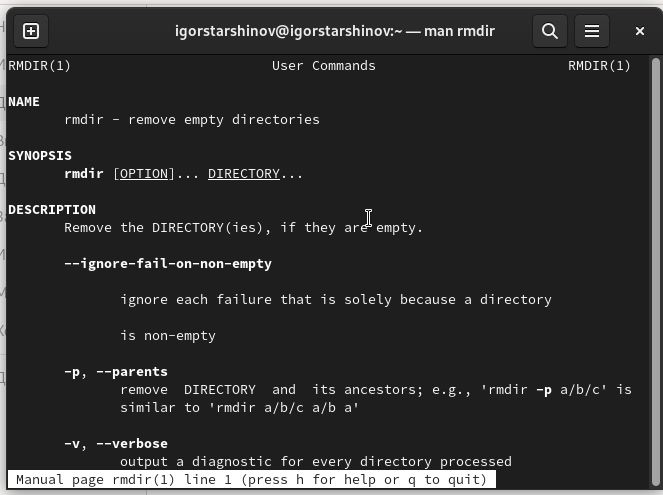 igorstarshinov@igorstarshinov:~ — man rmdir
RMDIR(1) User Commands RMDIR(1)
NAME
rmdir - remove empty directories
SYNOPSIS
rmdir [OPTION]... DIRECTORY...
DESCRIPTION
Remove the DIRECTORY(ies), if they are empty.
--ignore-fail-on-non-empty
ignore each failure that is solely because a directory
is non-empty
-p, --parents
remove DIRECTORY and its ancestors; e.g., 'rmdir -p a/b/c' is
similar to 'rmdir a/b/c a/b a'
-v, --verbose
output a diagnostic for every directory processed
Manual page rmdir(1) line 1 (press h for help or q to quit)